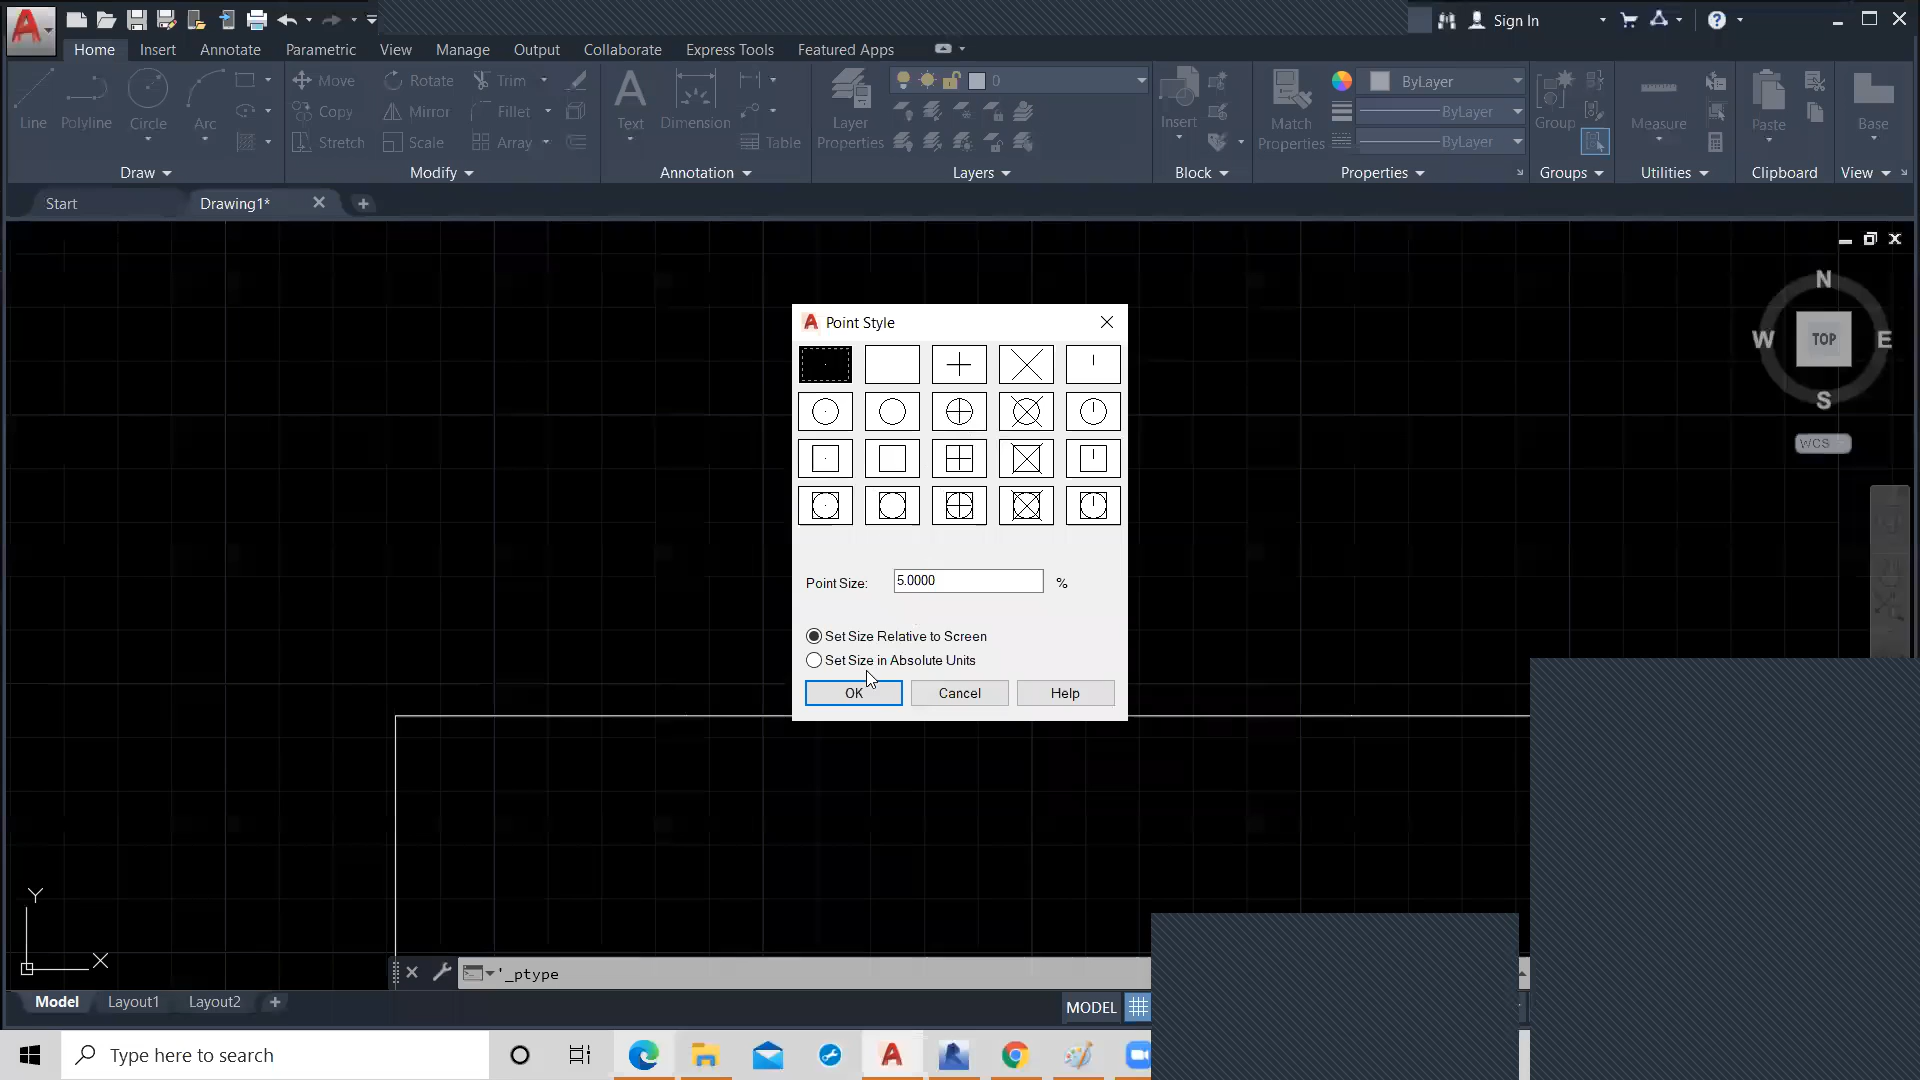 Sign In
Home Insert Annotate Parametric View Manage Output Collaborate Express Tools Featured Apps
Line Polyline Circle Arc
Move Rotate Trim
Copy Mirror Fillet
Stretch Scale Array
Text Dimension Table
Layer Properties
0
Insert
Match Properties
ByLayer
ByLayer
ByLayer
Group
Measure
Paste
Base
Draw Modify Annotation Layers Block Properties Groups Utilities Clipboard View
Start Drawing1*
N
W TOP E
S
WCS
Point Style
Point Size: 5.0000 %
Set Size Relative to Screen
Set Size in Absolute Units
OK Cancel Help
Y
X
'_ptype
Model Layout1 Layout2
MODEL
Type here to search